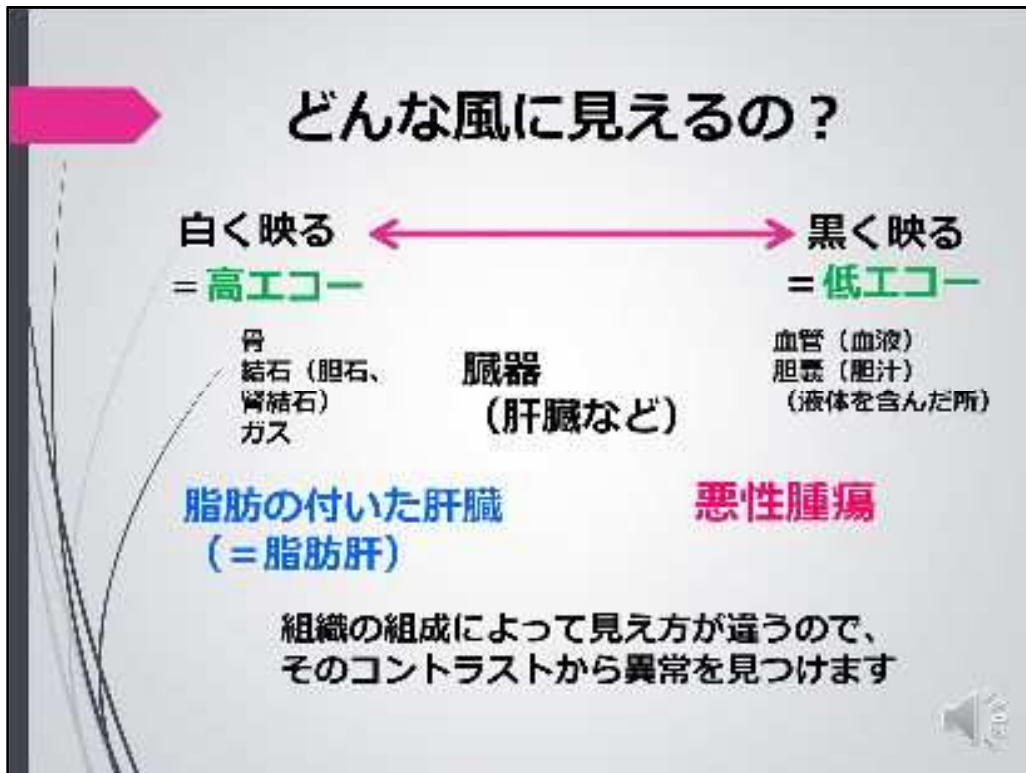 どんな風に見えるの？
白く映る
黒く映る
＝高エコー
＝低エコー
骨
結石（胆石、
腎結石）
ガス
臓器
（肝臓など）
血管（血液）
胆嚢（胆汁）
（液体を含んだ所）
脂肪の付いた肝臓
（＝脂肪肝）
悪性腫瘍
組織の組成によって見え方が違うので、
そのコントラストから異常を見つけます